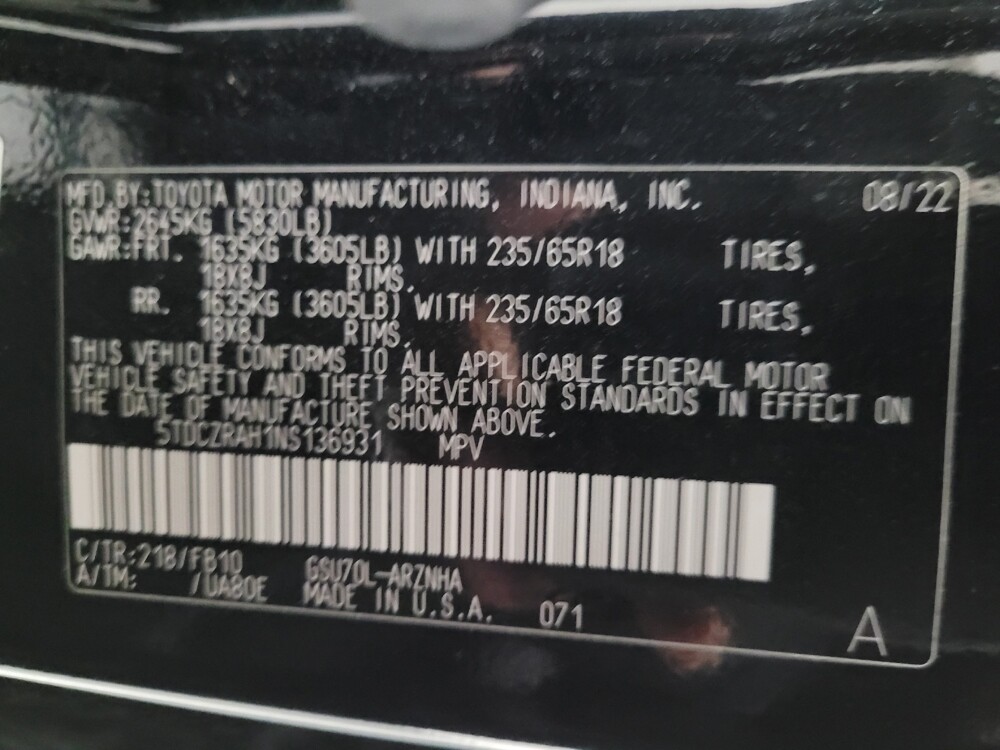 MFD.BY:TOYOTA MOTOR MANUFACTURING, INDIANA, INC. 08/22
GVWR:2645KG (5830LB)
GAWR:FRT. 1635KG (3605LB) WITH 235/65R18 TIRES,
18X8J RIMS.
RR. 1635KG (3605LB) WITH 235/65R18 TIRES,
18X8J RIMS.
THIS VEHICLE CONFORMS TO ALL APPLICABLE FEDERAL MOTOR
VEHICLE SAFETY AND THEFT PREVENTION STANDARDS IN EFFECT ON
THE DATE OF MANUFACTURE SHOWN ABOVE.
5TDCZRAH1NS136931 MPV
C/TR:218/FB10 GSU70L-ARZNHA
A/TM: /UA80E MADE IN U.S.A. 071
A